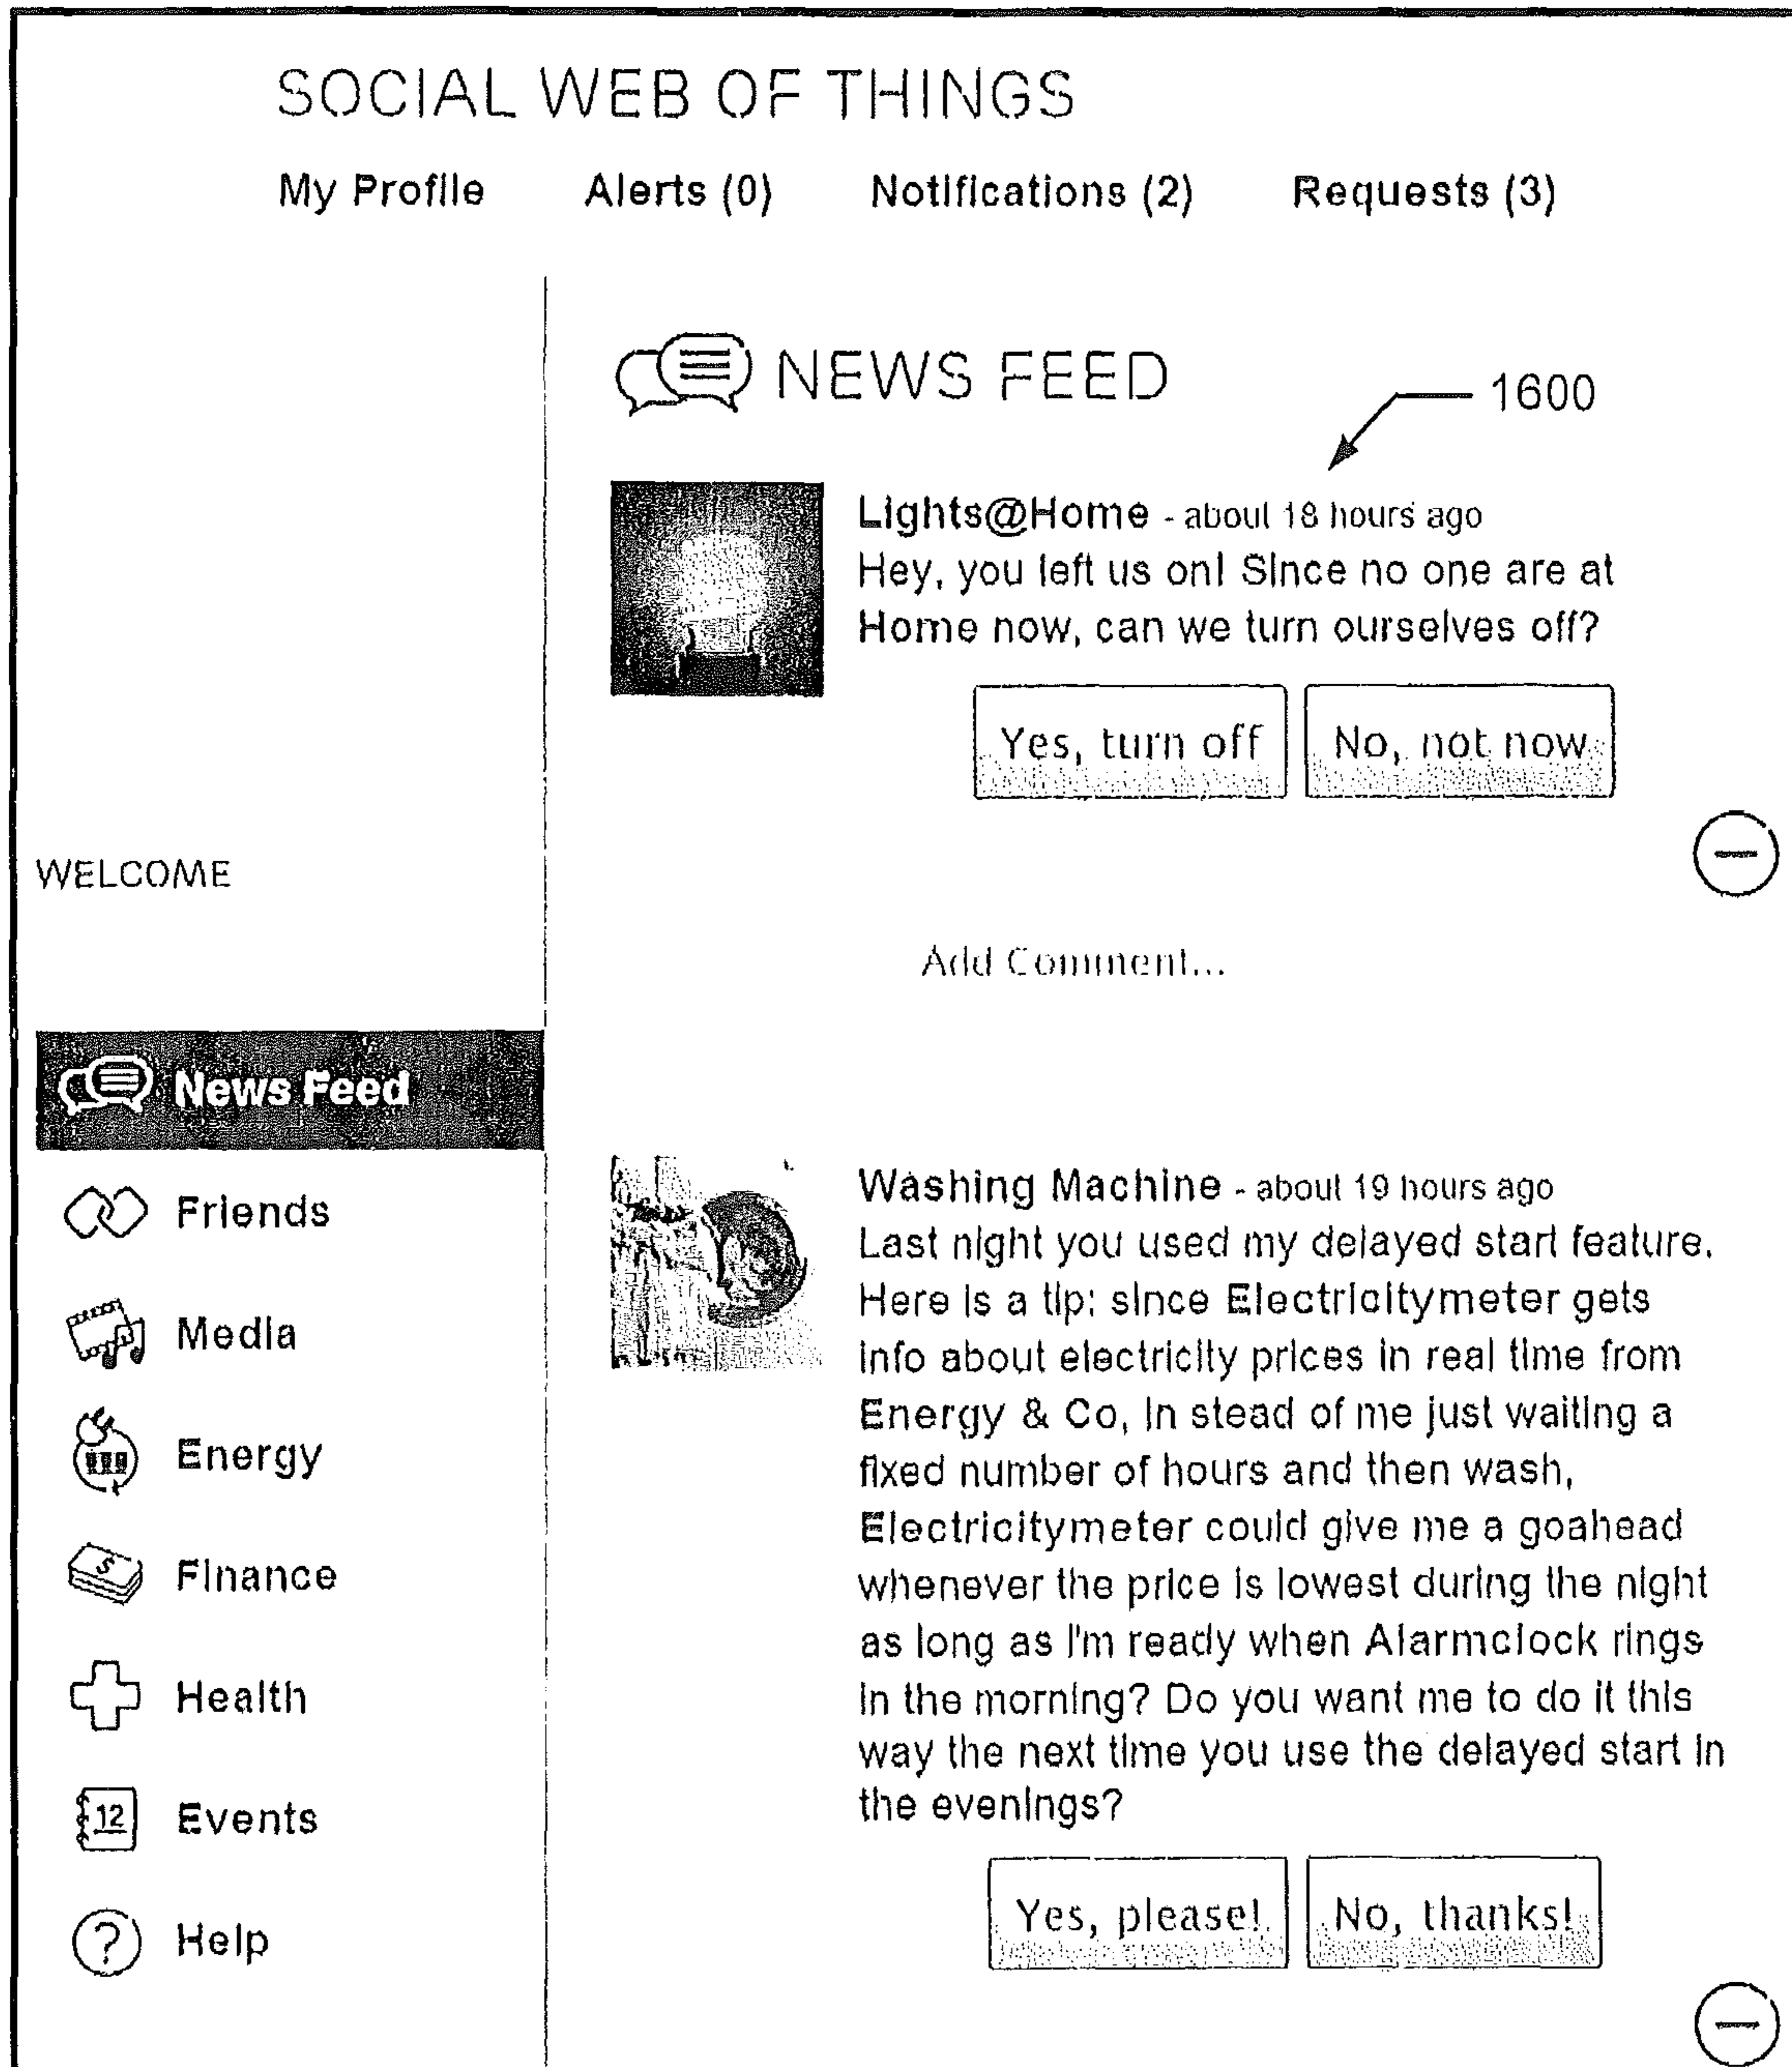 SOCIAL WEB OF THINGS
My Profile Alerts (0) Notifications (2) Requests (3)
NEWS FEED
1600
Lights@Home - about 18 hours ago
Hey, you left us on! Since no one are at
Home now, can we turn ourselves off?
Yes, turn off No, not now
WELCOME
Add Comment...
News Feed
Friends
Media
Energy
$ Finance
Health
12 Events
? Help
Washing Machine - about 19 hours ago
Last night you used my delayed start feature.
Here is a tip: since Electricitymeter gets
info about electricity prices in real time from
Energy & Co, in stead of me just waiting a
fixed number of hours and then wash,
Electricitymeter could give me a goahead
whenever the price is lowest during the night
as long as I'm ready when Alarmclock rings
in the morning? Do you want me to do it this
way the next time you use the delayed start in
the evenings?
Yes, please! No, thanks!